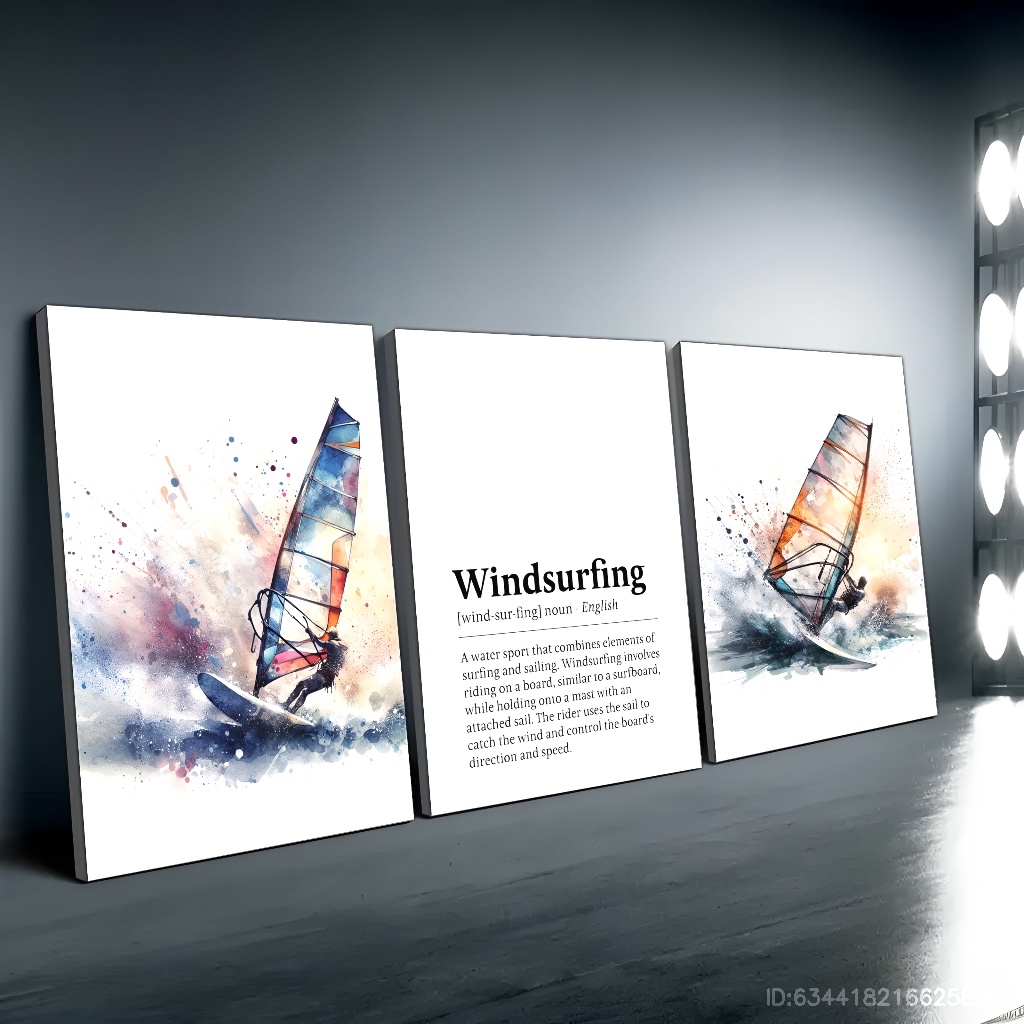 Windsurfing
[wind-sur-fing] noun · English
A water sport that combines elements of
surfing and sailing. Windsurfing involves
riding on a board, similar to a surfboard,
while holding onto a mast with an
attached sail. The rider uses the sail to
catch the wind and control the board's
direction and speed.